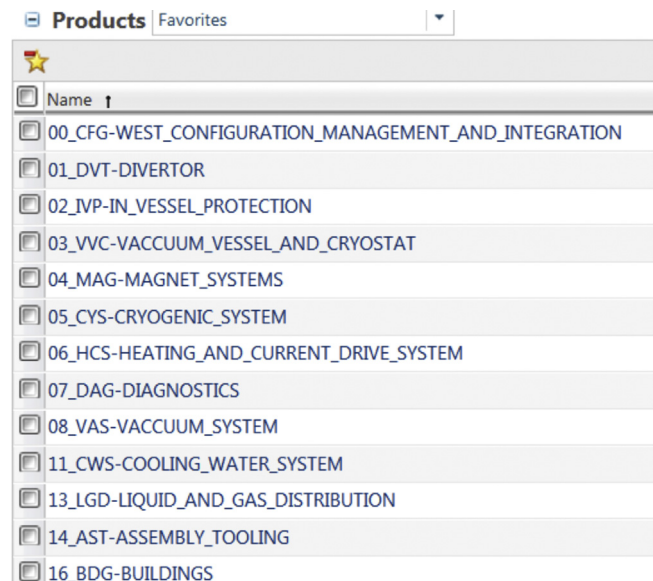 Products Favorites
Name
00_CFG-WEST_CONFIGURATION_MANAGEMENT_AND_INTEGRATION
01_DVT-DIVERTOR
02_IVP-IN_VESSEL_PROTECTION
03_VVC-VACCUUM_VESSEL_AND_CRYOSTAT
04_MAG-MAGNET_SYSTEMS
05_CYS-CRYOGENIC_SYSTEM
06_HCS-HEATING_AND_CURRENT_DRIVE_SYSTEM
07_DAG-DIAGNOSTICS
08_VAS-VACCUUM_SYSTEM
11_CWS-COOLING_WATER_SYSTEM
13_LGD-LIQUID_AND_GAS_DISTRIBUTION
14_AST-ASSEMBLY_TOOLING
16_BDG-BUILDINGS